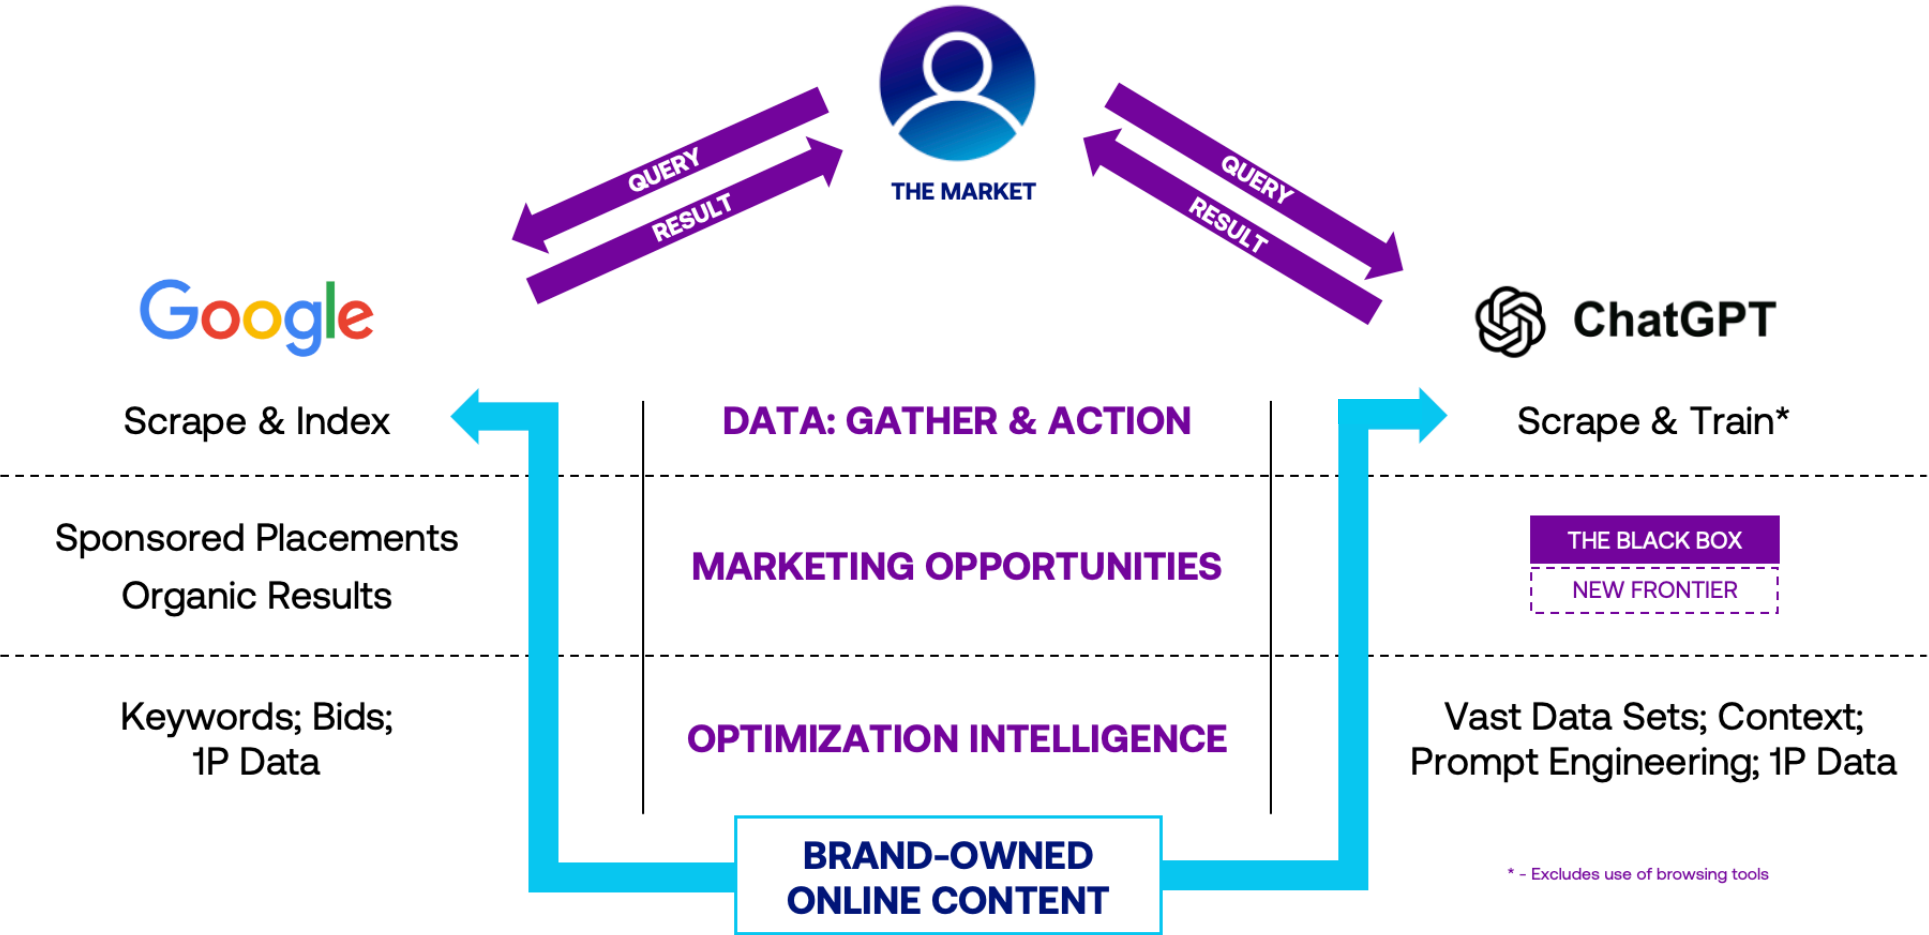 THE MARKET
QUERY
RESULT
QUERY
RESULT
Google
ChatGPT
Scrape & Index
DATA: GATHER & ACTION
Scrape & Train*
Sponsored Placements
Organic Results
MARKETING OPPORTUNITIES
THE BLACK BOX
NEW FRONTIER
Keywords; Bids;
1P Data
OPTIMIZATION INTELLIGENCE
Vast Data Sets; Context;
Prompt Engineering; 1P Data
BRAND-OWNED
ONLINE CONTENT
* - Excludes use of browsing tools